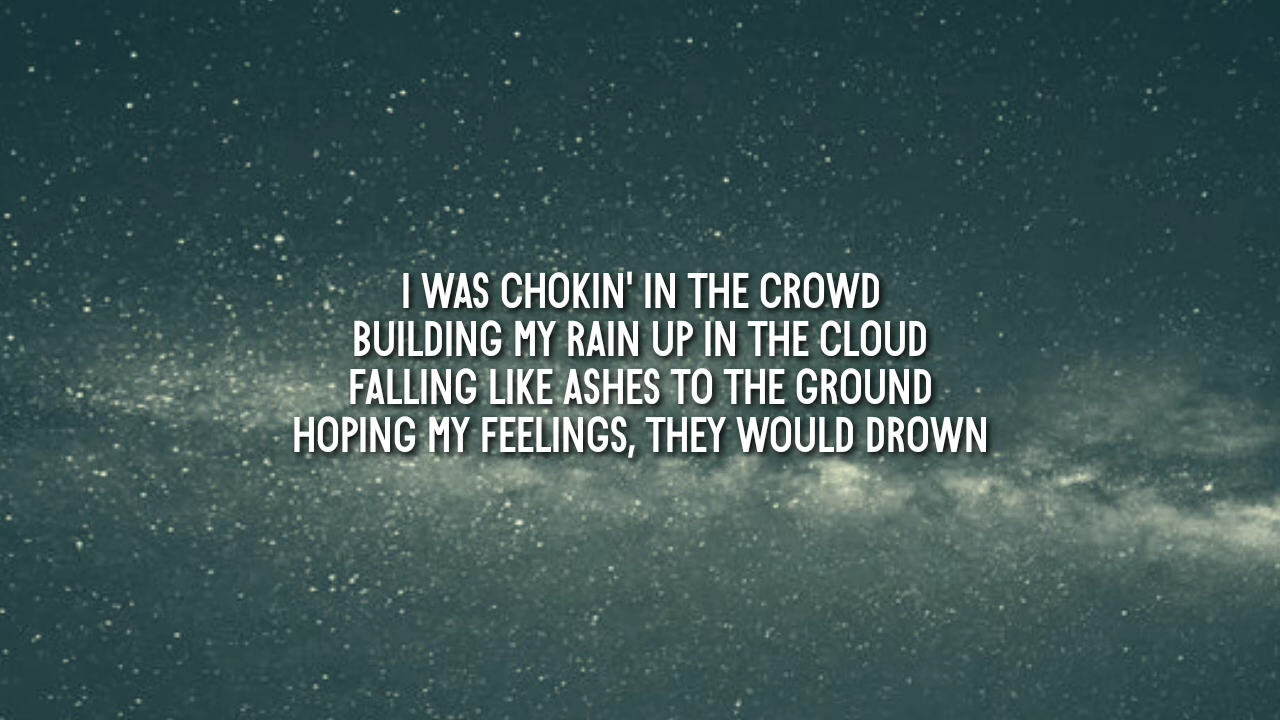 I WAS CHOKIN' IN THE CROWD
BUILDING MY RAIN UP IN THE CLOUD
FALLING LIKE ASHES TO THE GROUND
HOPING MY FEELINGS, THEY WOULD DROWN